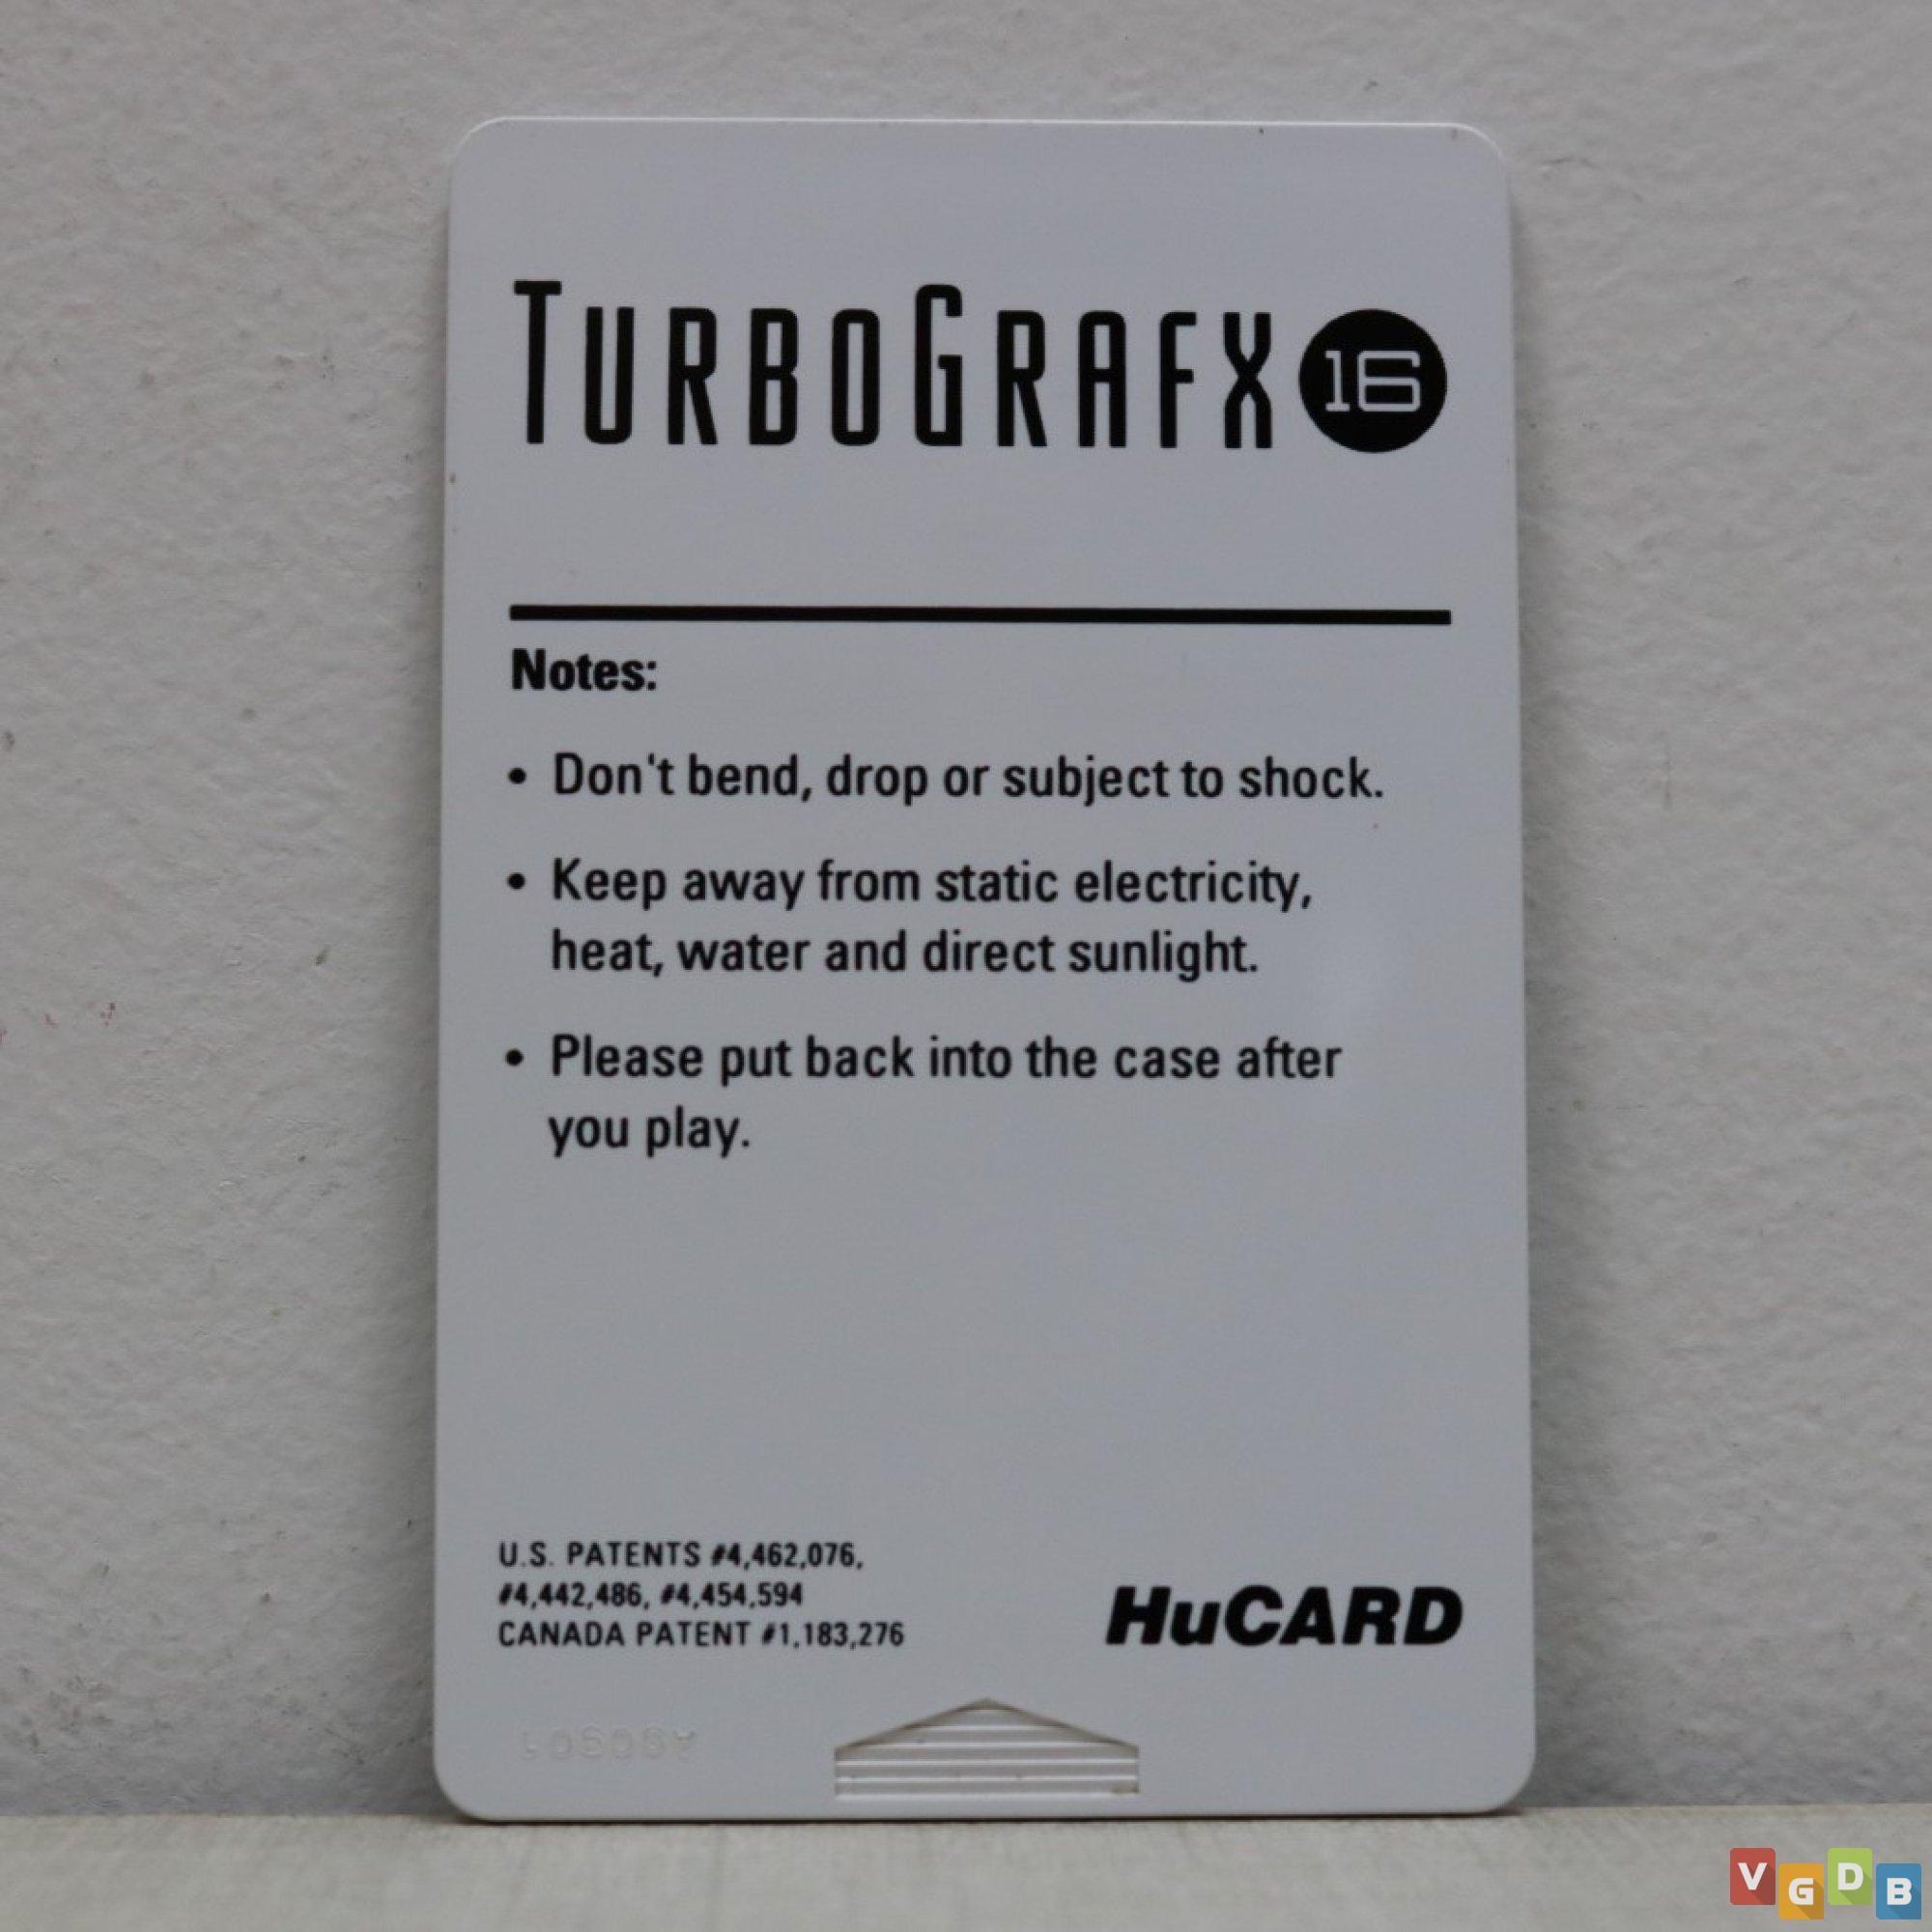 TURBOGRAFX 16
Notes:
• Don't bend, drop or subject to shock.
• Keep away from static electricity,
heat, water and direct sunlight.
• Please put back into the case after
you play.
U.S. PATENTS #4,462,076,
#4,442,486, #4,454,594
CANADA PATENT #1,183,276
HuCARD
VGDB